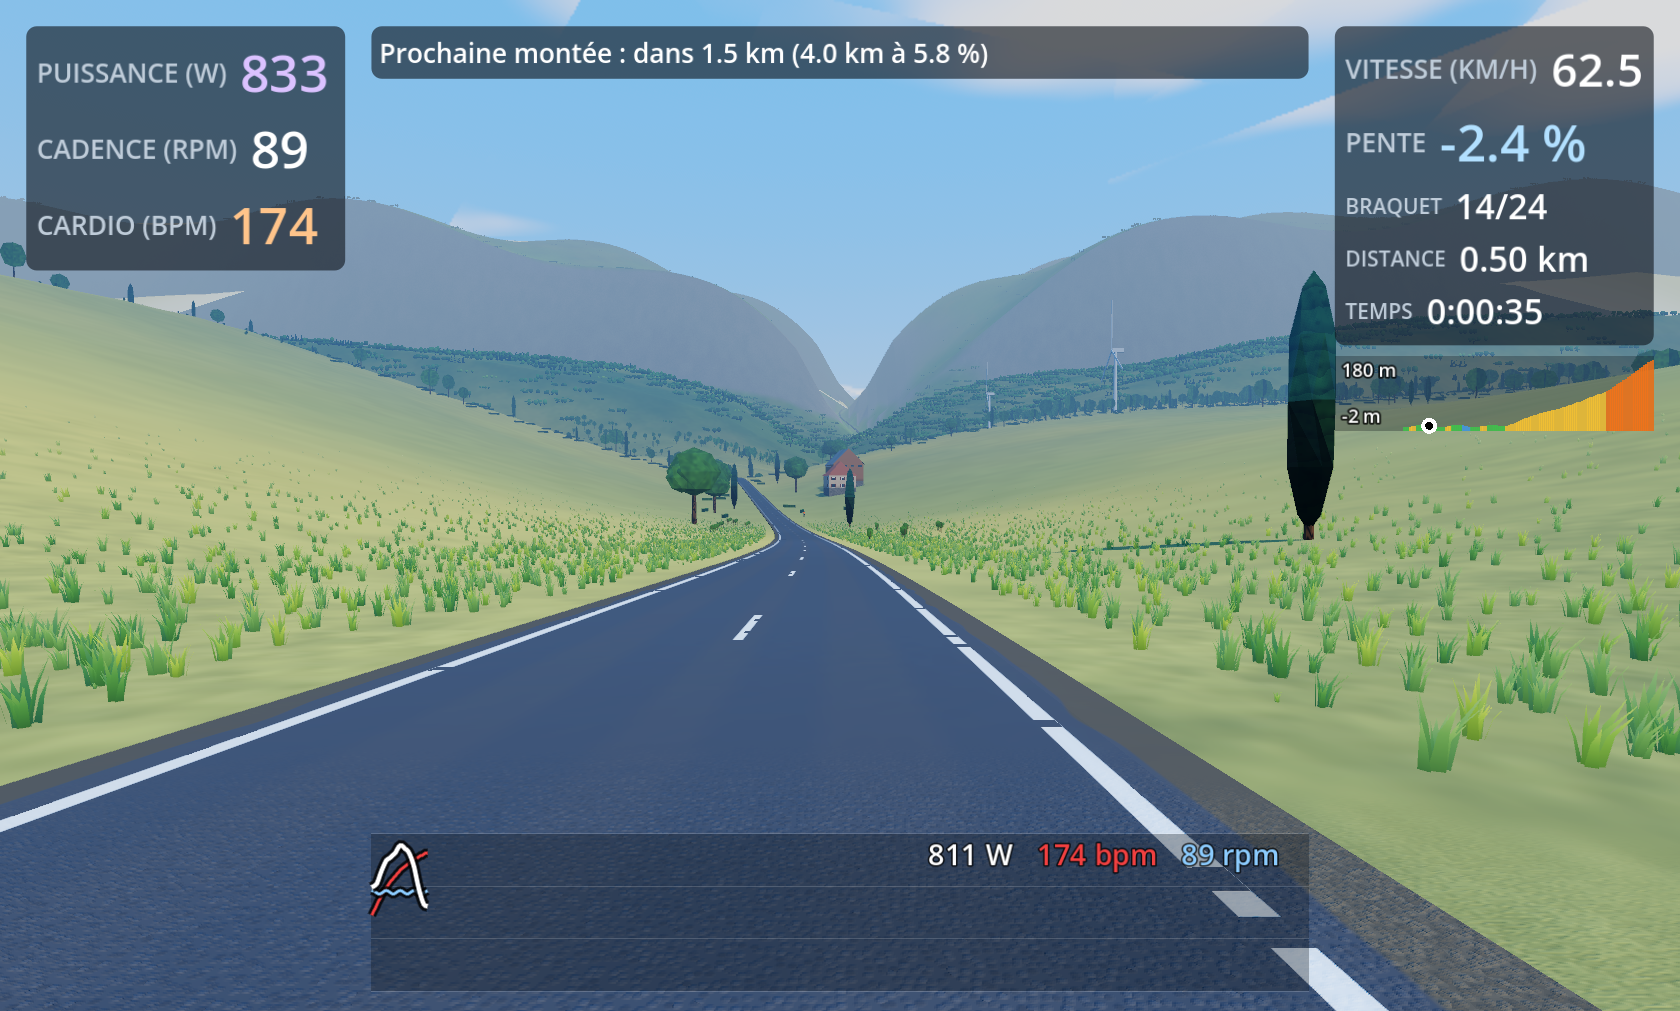 PUISSANCE (W) 833
CADENCE (RPM) 89
CARDIO (BPM) 174
Prochaine montée : dans 1.5 km (4.0 km à 5.8 %)
VITESSE (KM/H) 62.5
PENTE -2.4 %
BRAQUET 14/24
DISTANCE 0.50 km
TEMPS 0:00:35
180 m
-2 m
811 W 174 bpm 89 rpm